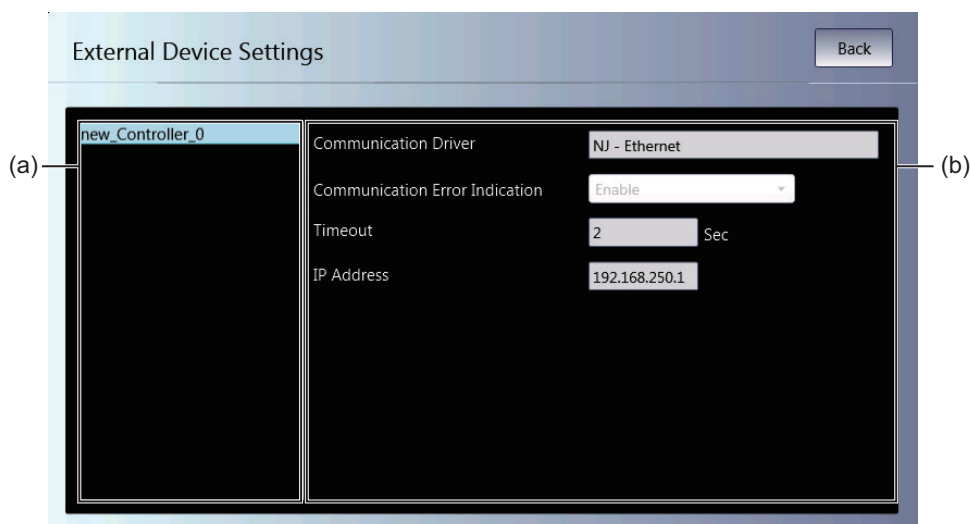 External Device Settings
Back
(a)
new_Controller_0
Communication Driver
NJ - Ethernet
(b)
Communication Error Indication
Enable
Timeout
2
Sec
IP Address
192.168.250.1